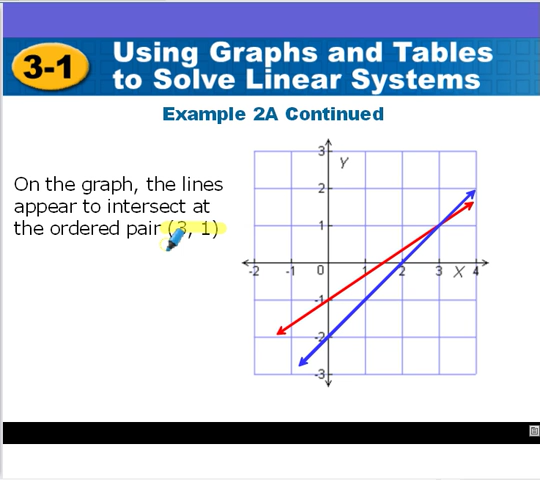 3-1
Using Graphs and Tables
to Solve Linear Systems
Example 2A Continued
On the graph, the lines
appear to intersect at
the ordered pair (3, 1)
3
Y
2
1
-2 -1 0 1 2 3 X 4
-1
-2
-3